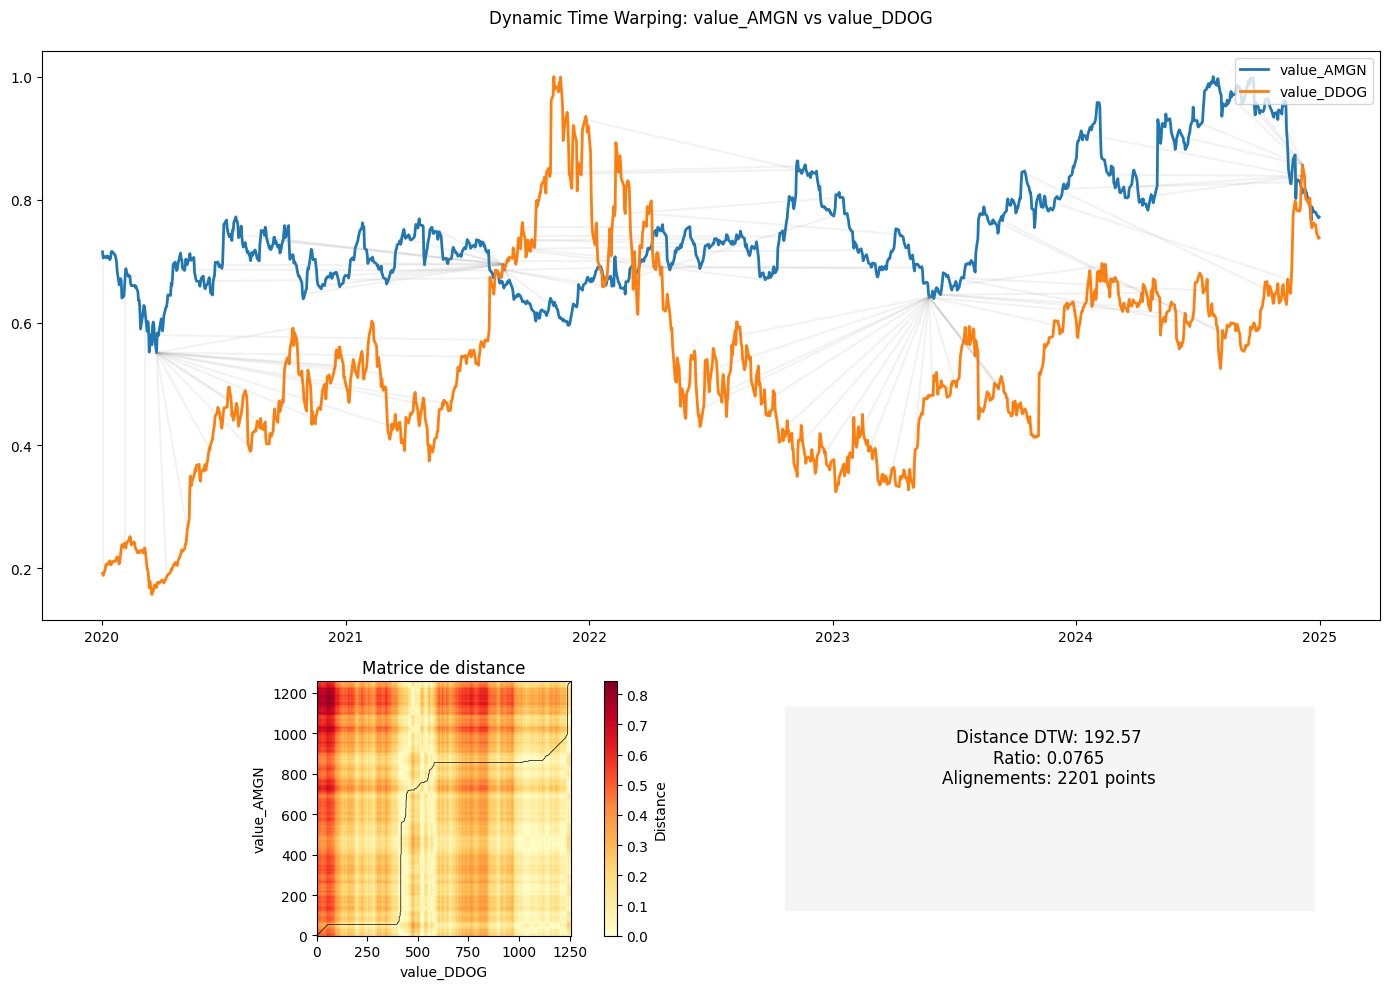 Dynamic Time Warping: value_AMGN vs value_DDOG
value_AMGN
value_DDOG
1.0
0.8
0.6
0.4
0.2
2020 2021 2022 2023 2024 2025
Matrice de distance
value_AMGN
1200
1000
800
600
400
200
0
0 250 500 750 1000 1250
value_DDOG
0.8
0.7
0.6
0.5
0.4
0.3
0.2
0.1
0.0
Distance
Distance DTW: 192.57
Ratio: 0.0765
Alignements: 2201 points